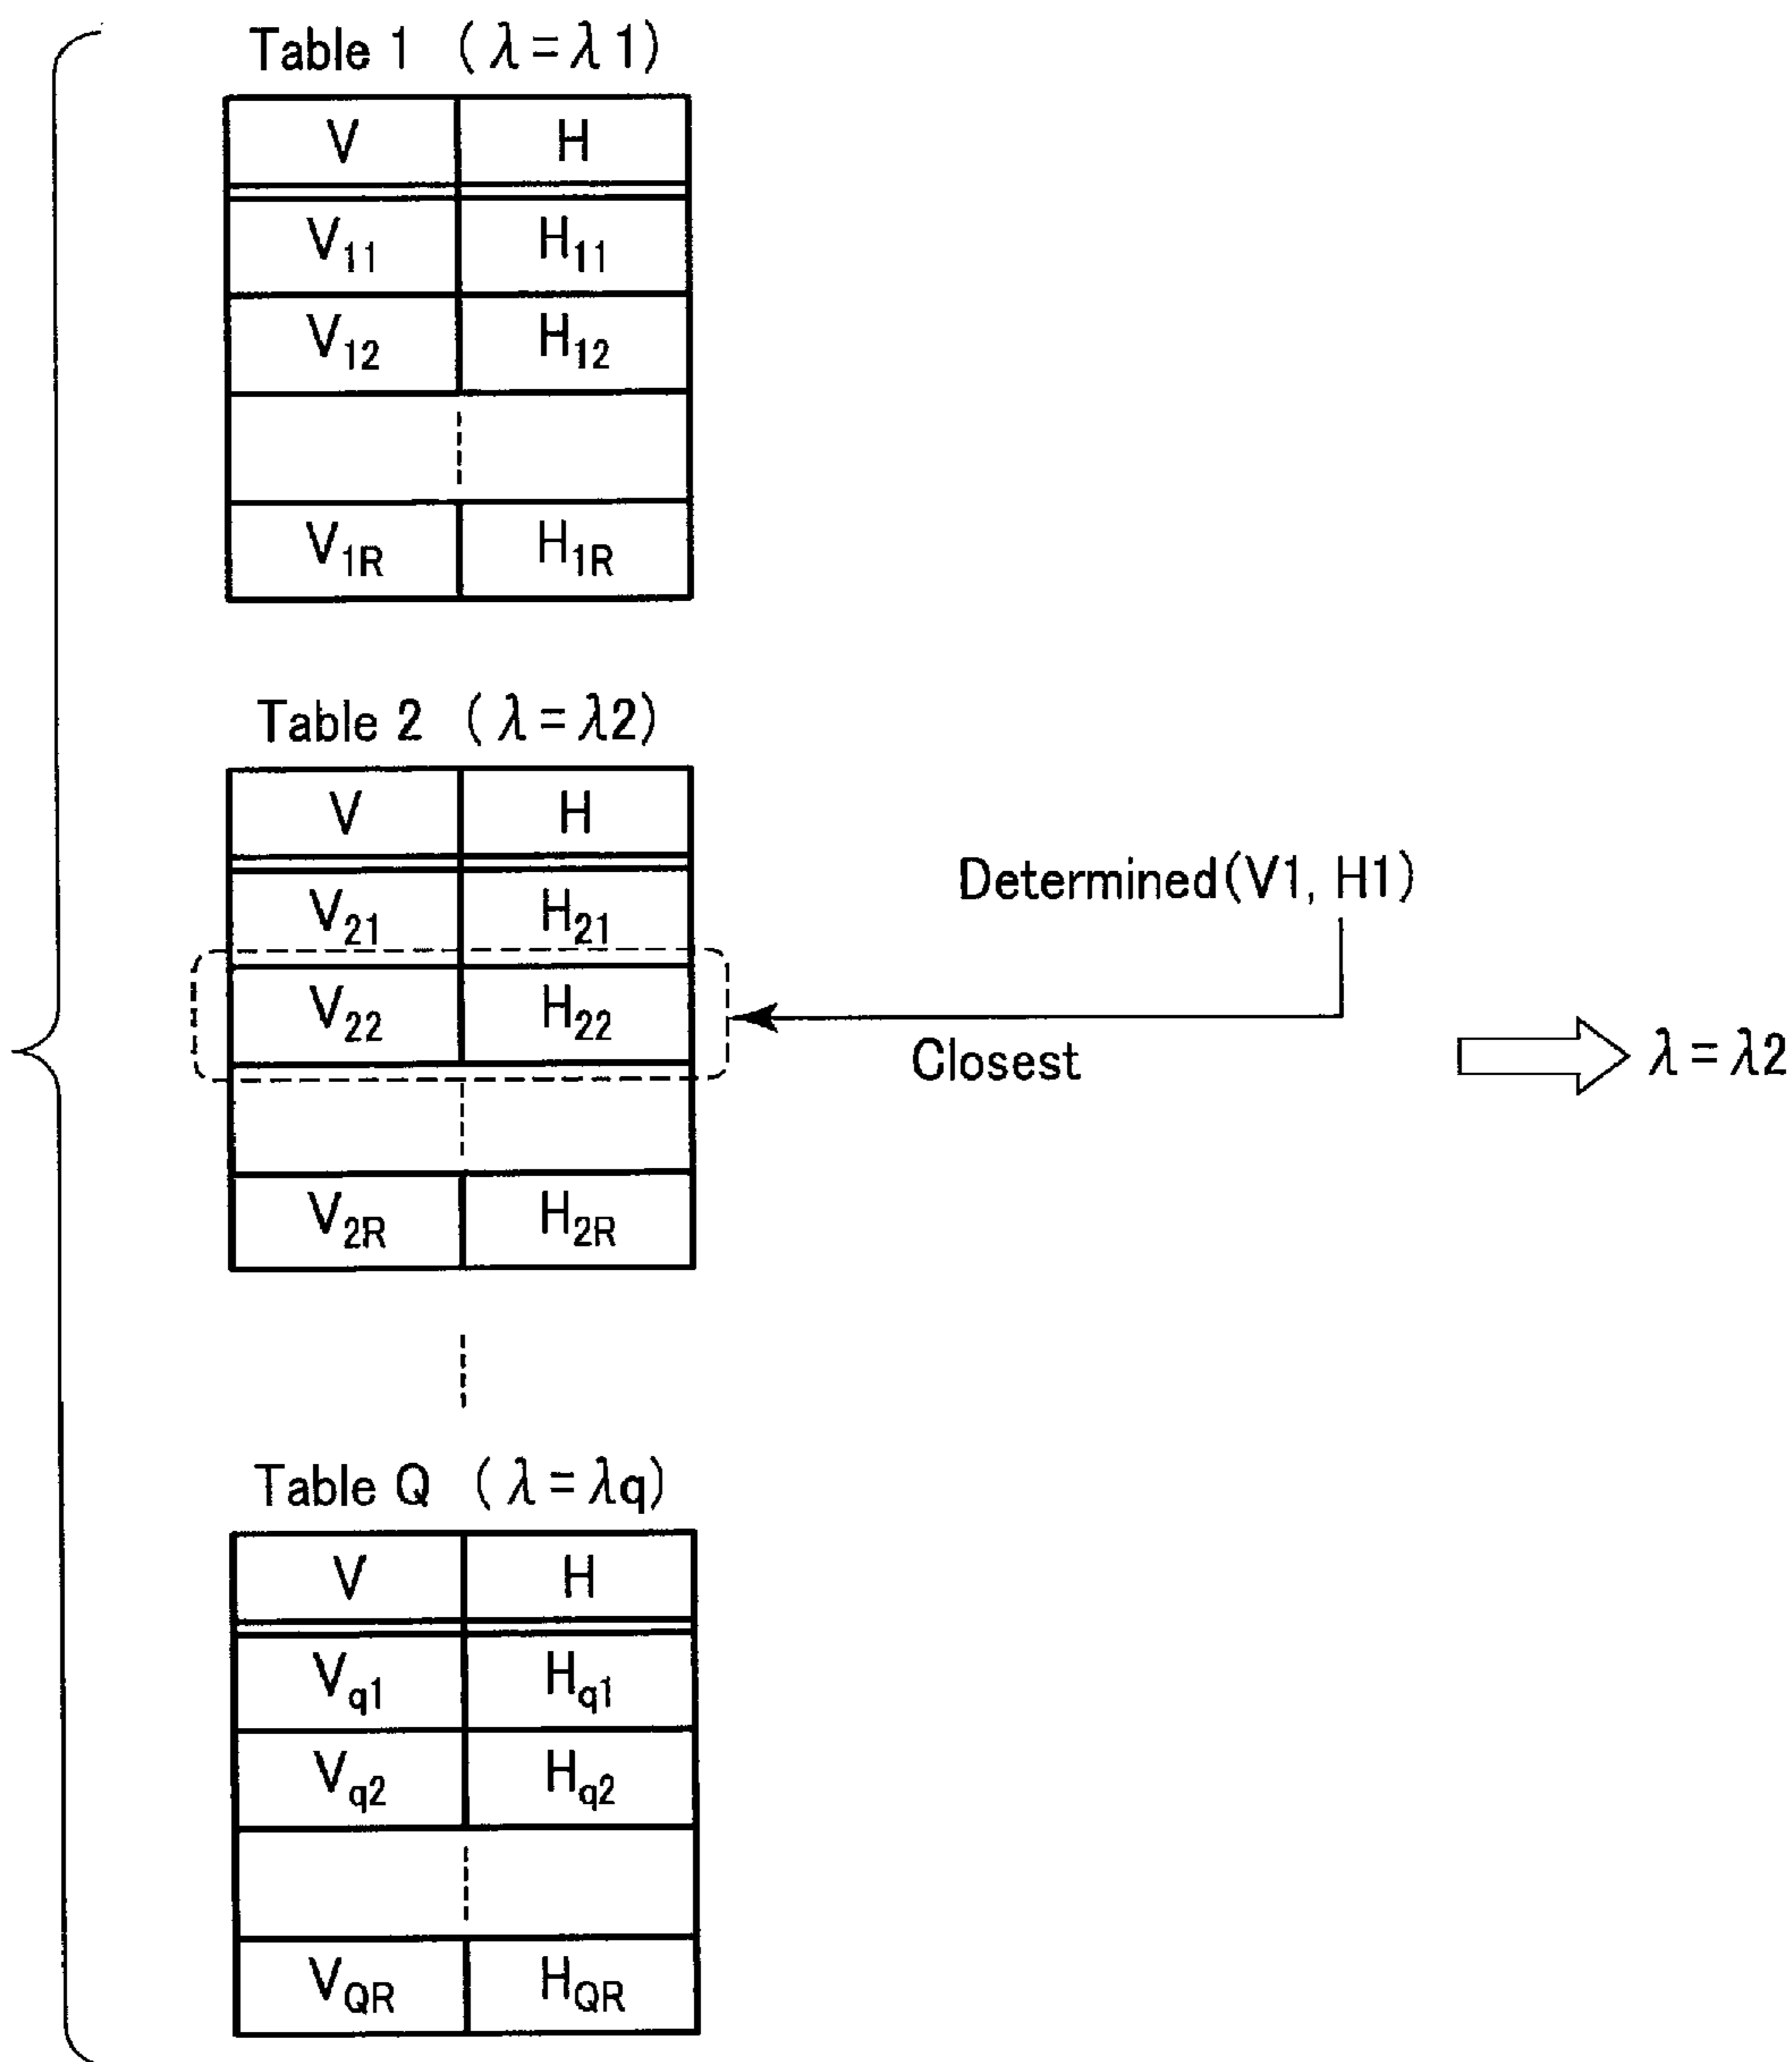 Table 1 (λ=λ1)
V H
V11 H11
V12 H12
V1R H1R
Table 2 (λ=λ2)
V H
V21 H21
V22 H22
V2R H2R
Determined(V1, H1)
Closest
λ=λ2
Table Q (λ=λq)
V H
Vq1 Hq1
Vq2 Hq2
VQR HQR